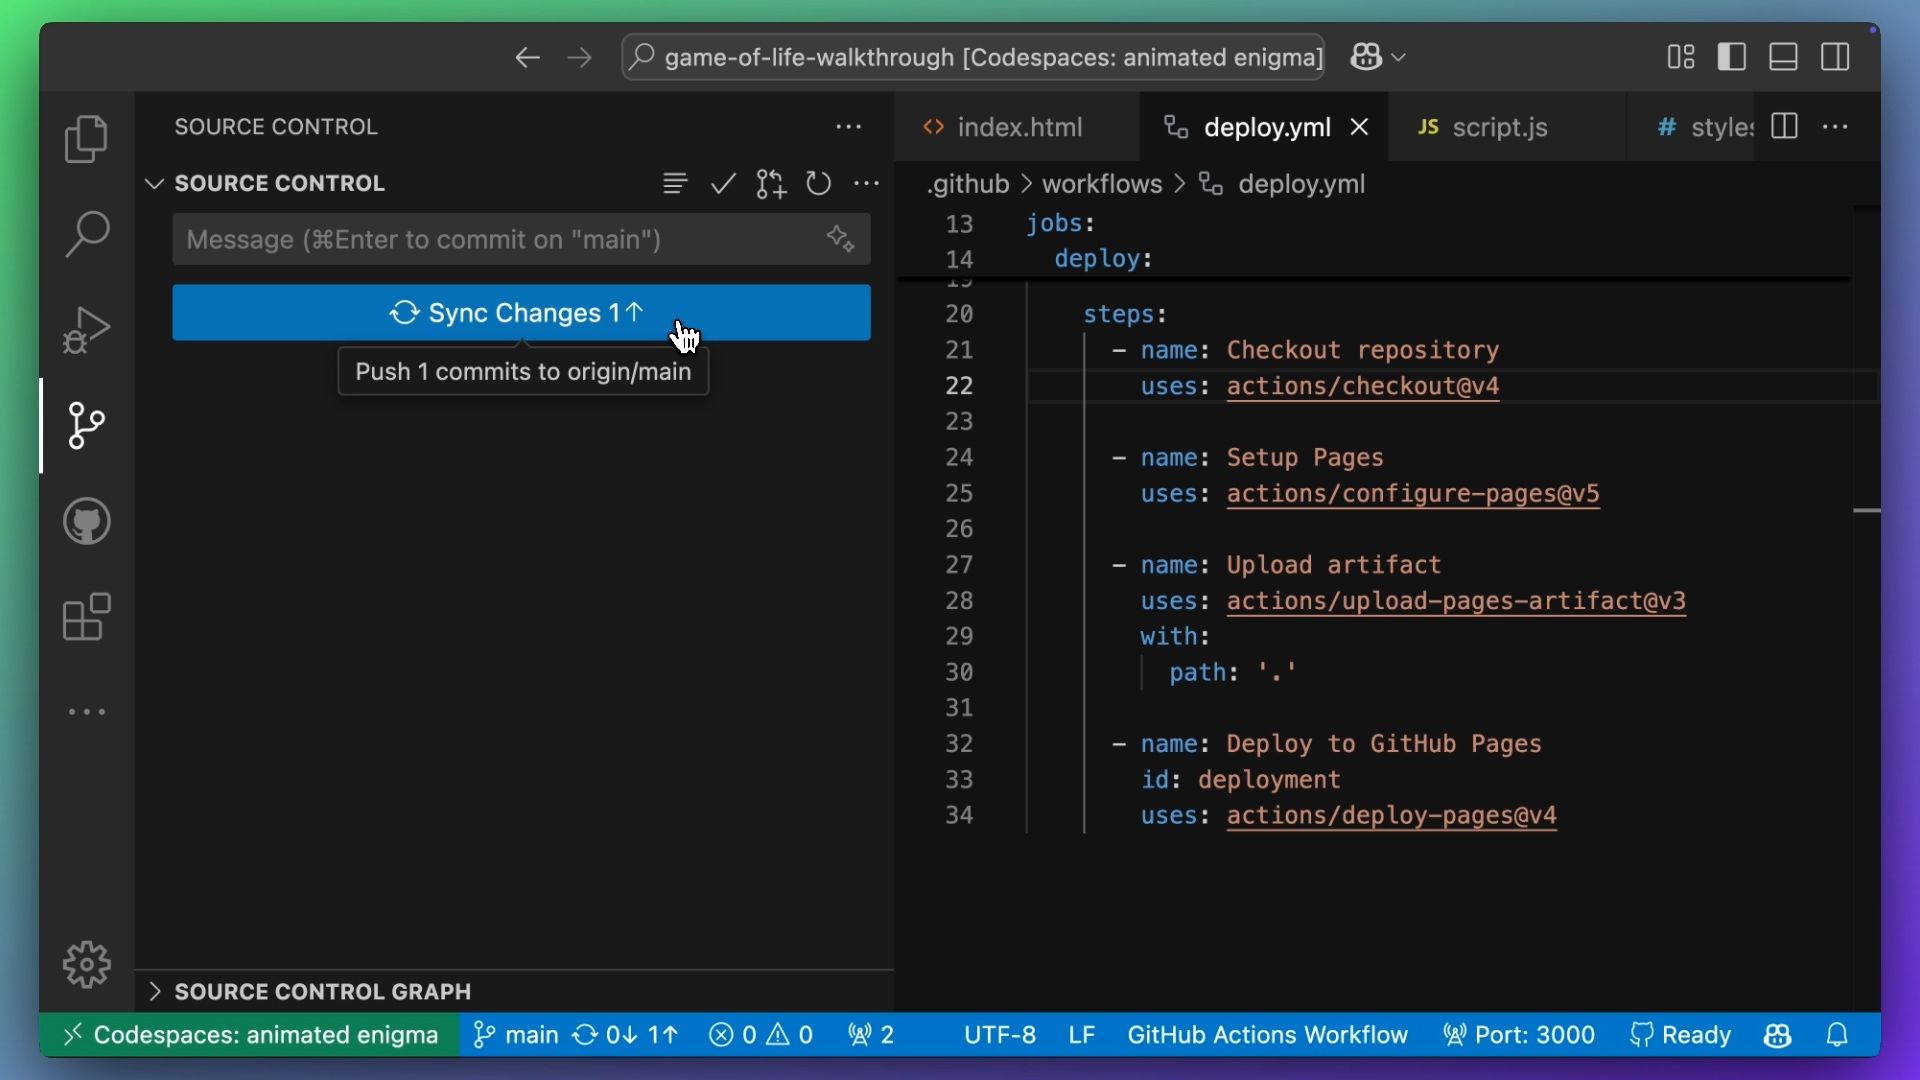 game-of-life-walkthrough [Codespaces: animated enigma]
SOURCE CONTROL
SOURCE CONTROL
Message (⌘Enter to commit on "main")
Sync Changes 1↑
Push 1 commits to origin/main
SOURCE CONTROL GRAPH
<> index.html
deploy.yml
JS script.js
# styles
.github > workflows > deploy.yml
13 jobs:
14 deploy:
19
20 steps:
21 - name: Checkout repository
22 uses: actions/checkout@v4
23
24 - name: Setup Pages
25 uses: actions/configure-pages@v5
26
27 - name: Upload artifact
28 uses: actions/upload-pages-artifact@v3
29 with:
30 path: '.'
31
32 - name: Deploy to GitHub Pages
33 id: deployment
34 uses: actions/deploy-pages@v4
Codespaces: animated enigma main 0↓ 1↑ 0 0 2 UTF-8 LF GitHub Actions Workflow Port: 3000 Ready